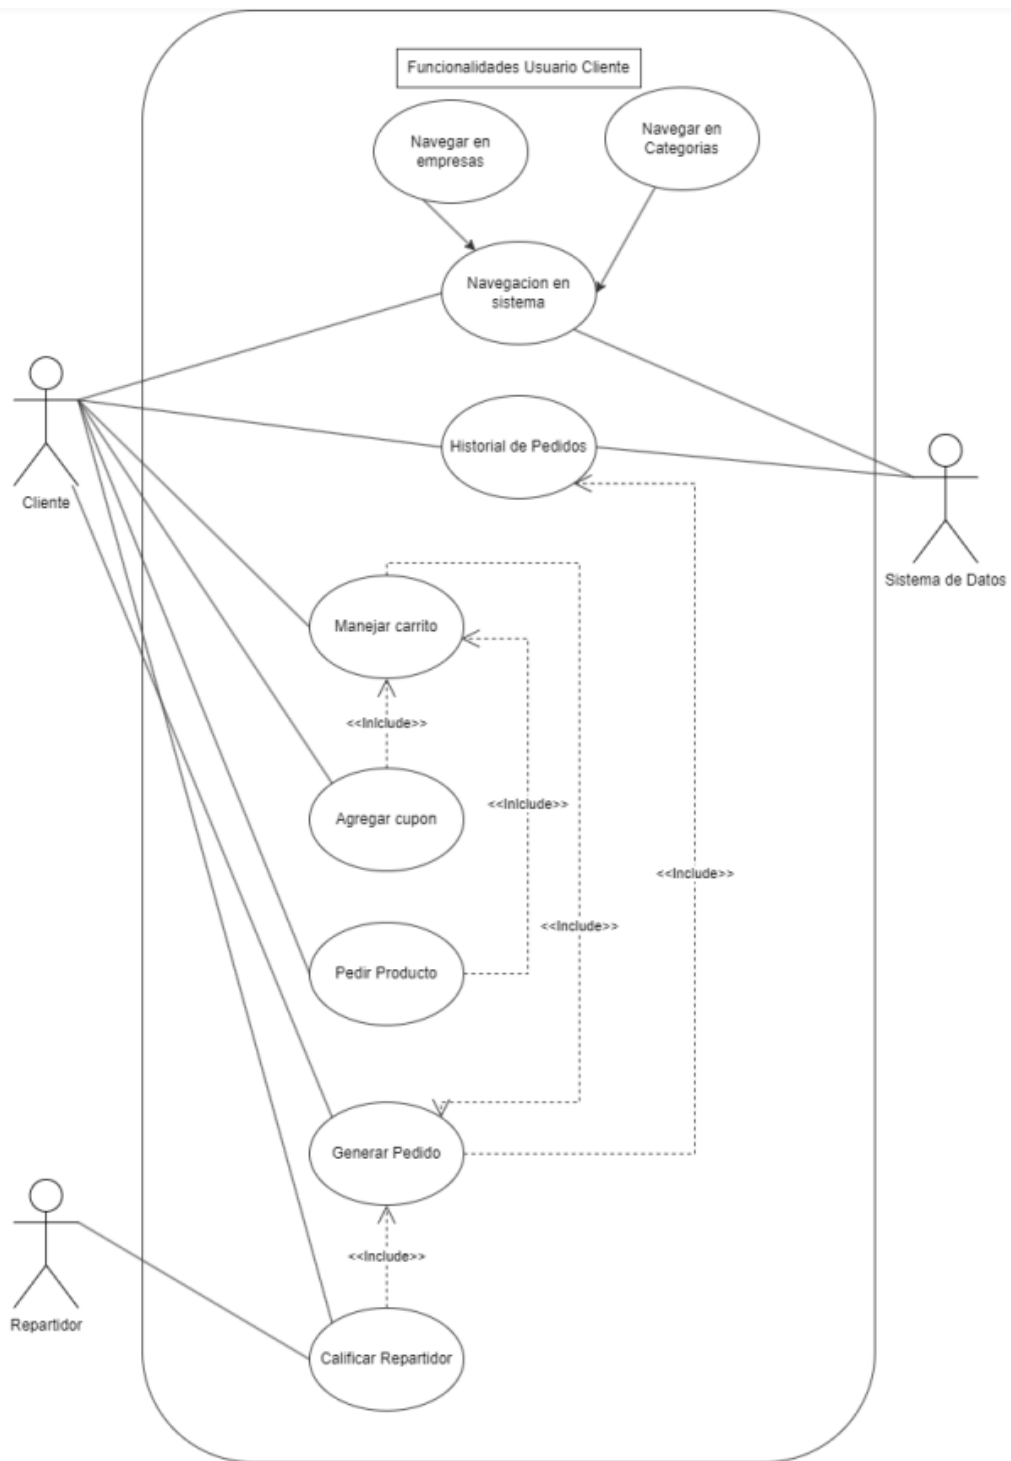 Funcionalidades Usuario Cliente
Navegar en
empresas
Navegar en
Categorias
Navegacion en
sistema
Historial de Pedidos
Cliente
Sistema de Datos
Manejar carrito
<<Inlclude>>
<<Inlclude>>
Agregar cupon
<<Include>>
<<Include>>
Pedir Producto
Generar Pedido
<<Include>>
Repartidor
Calificar Repartidor